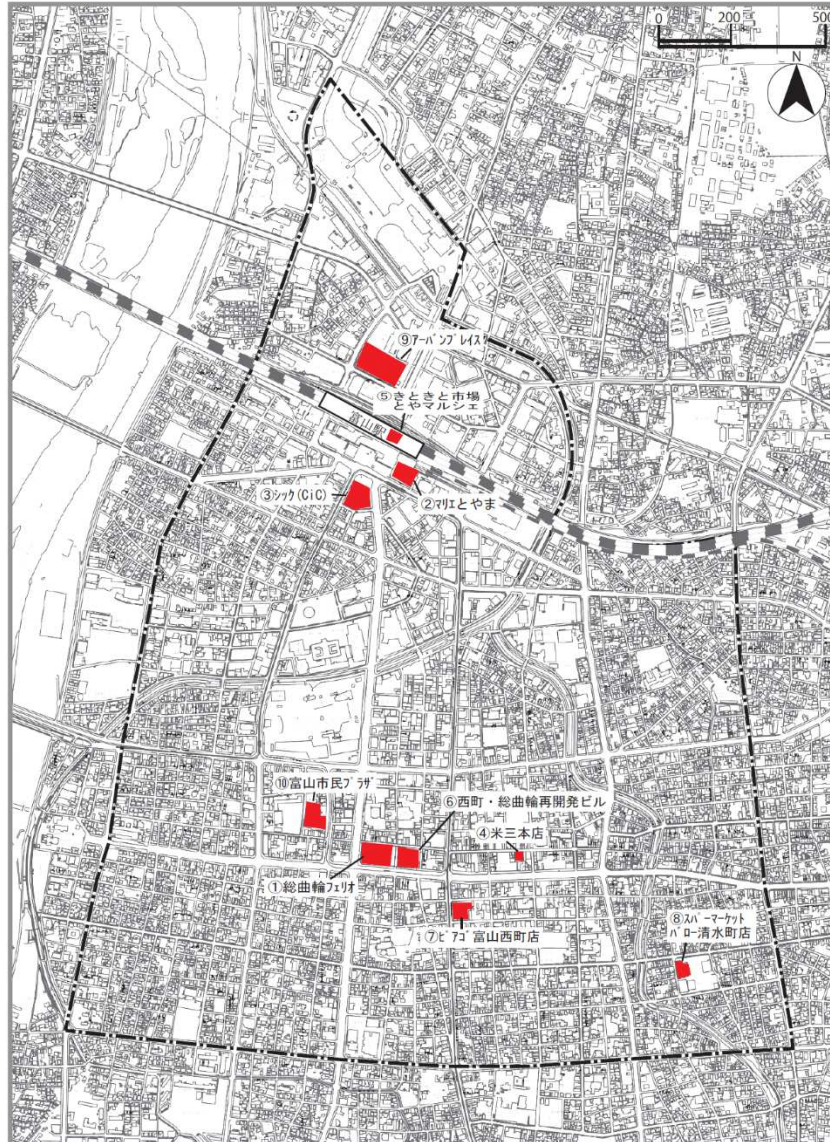 0 200 500
N
⑨アーバンプレイス
⑤きときと市場
とやマルシェ
富山駅
③シック(CiC)
②マリエとやま
⑩富山市民プラザ
⑥西町・総曲輪再開発ビル
④米三本店
①総曲輪フェリオ
⑦ピアゴ富山西町店
⑧スーパーマーケット
バロー清水町店